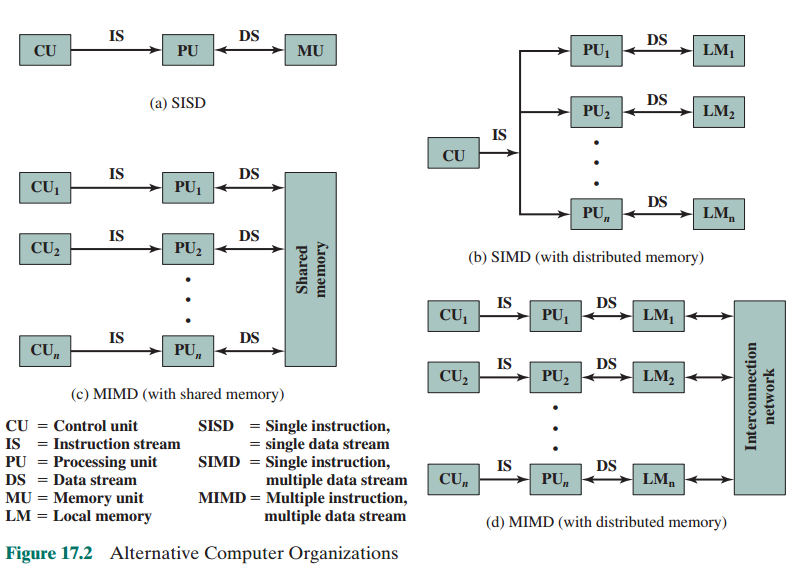 CU IS PU DS MU
(a) SISD
CU IS
PU₁ DS LM₁
PU₂ DS LM₂
PUₙ DS LMₙ
(b) SIMD (with distributed memory)
CU₁ IS PU₁ DS
CU₂ IS PU₂ DS
CUₙ IS PUₙ DS
Shared
memory
(c) MIMD (with shared memory)
CU₁ IS PU₁ DS LM₁
CU₂ IS PU₂ DS LM₂
CUₙ IS PUₙ DS LMₙ
Interconnection
network
(d) MIMD (with distributed memory)
CU = Control unit
IS = Instruction stream
PU = Processing unit
DS = Data stream
MU = Memory unit
LM = Local memory
SISD = Single instruction,
= single data stream
SIMD = Single instruction,
multiple data stream
MIMD = Multiple instruction,
multiple data stream
Figure 17.2 Alternative Computer Organizations